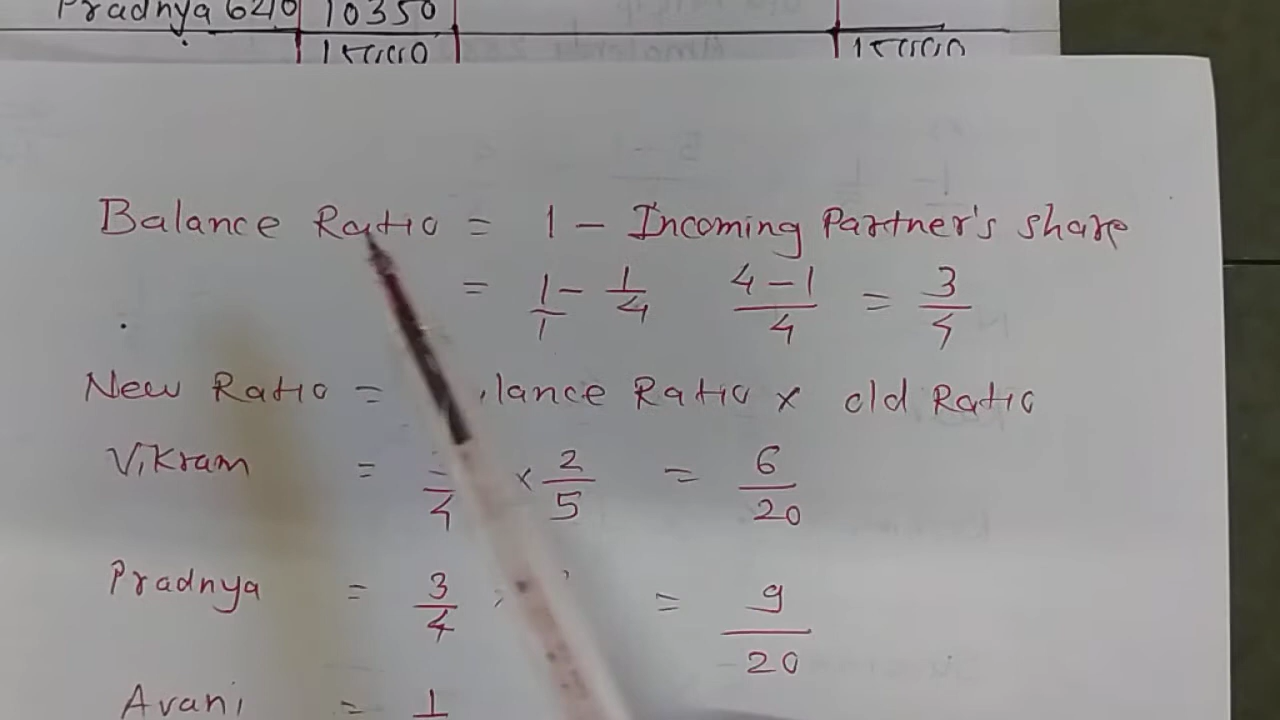 Pradnya 6210 10350
15000 15000
Balance Ratio = 1 - Incoming Partner's share
= 1/1 - 1/4 4-1/4 = 3/4
New Ratio = lance Ratio x old Ratio
Vikram = /4 x 2/5 = 6/20
Pradnya = 3/4 = 9/20
Avani = 1